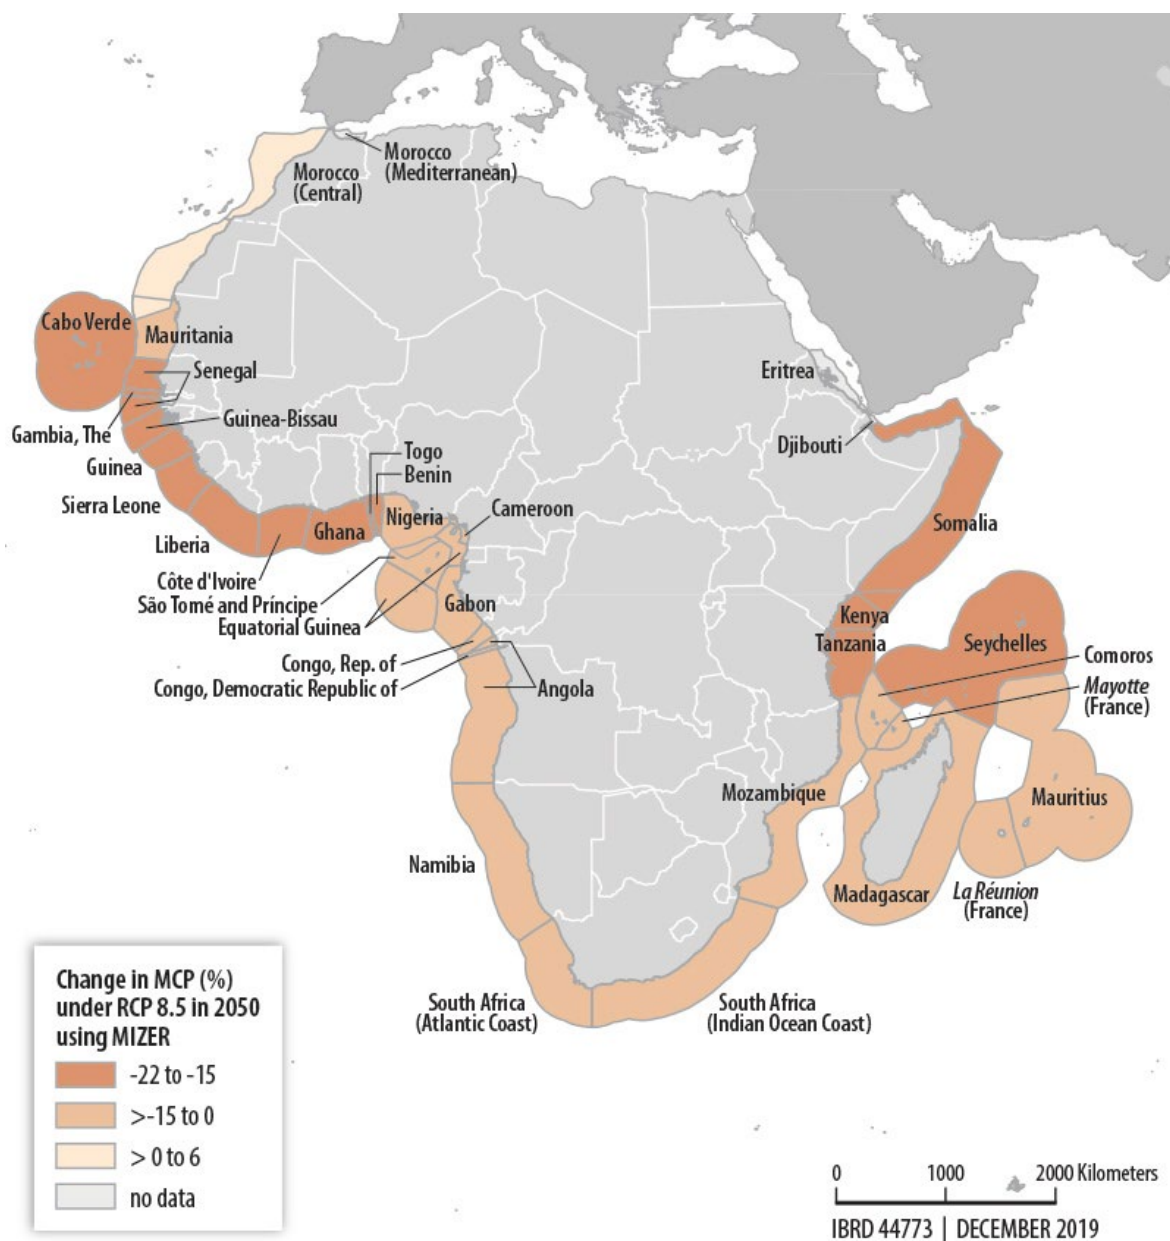 Morocco
(Mediterranean)
Morocco
(Central)
Cabo Verde
Mauritania
Senegal
Eritrea
Gambia, The
Guinea-Bissau
Djibouti
Guinea
Togo
Benin
Sierra Leone
Nigeria
Cameroon
Ghana
Somalia
Liberia
Côte d'Ivoire
São Tomé and Príncipe
Gabon
Equatorial Guinea
Kenya
Tanzania
Seychelles
Comoros
Congo, Rep. of
Congo, Democratic Republic of
Angola
Mayotte
(France)
Mozambique
Mauritius
Namibia
Madagascar
La Réunion
(France)
South Africa
(Atlantic Coast)
South Africa
(Indian Ocean Coast)
Change in MCP (%)
under RCP 8.5 in 2050
using MIZER
-22 to -15
>-15 to 0
> 0 to 6
no data
0 1000 2000 Kilometers
IBRD 44773 | DECEMBER 2019